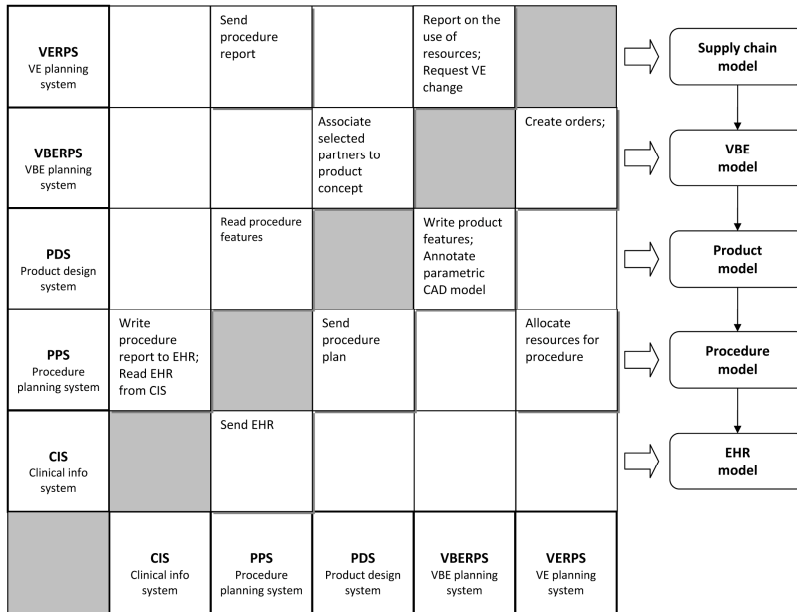 VERPS
VE planning
system
Send
procedure
report
Report on the
use of
resources;
Request VE
change
Supply chain
model
VBERPS
VBE planning
system
Associate
selected
partners to
product
concept
Create orders;
VBE
model
PDS
Product design
system
Read procedure
features
Write product
features;
Annotate
parametric
CAD model
Product
model
PPS
Procedure
planning system
Write
procedure
report to EHR;
Read EHR
from CIS
Send
procedure
plan
Allocate
resources for
procedure
Procedure
model
CIS
Clinical info
system
Send EHR
EHR
model
CIS
Clinical info
system
PPS
Procedure
planning system
PDS
Product design
system
VBERPS
VBE planning
system
VERPS
VE planning
system